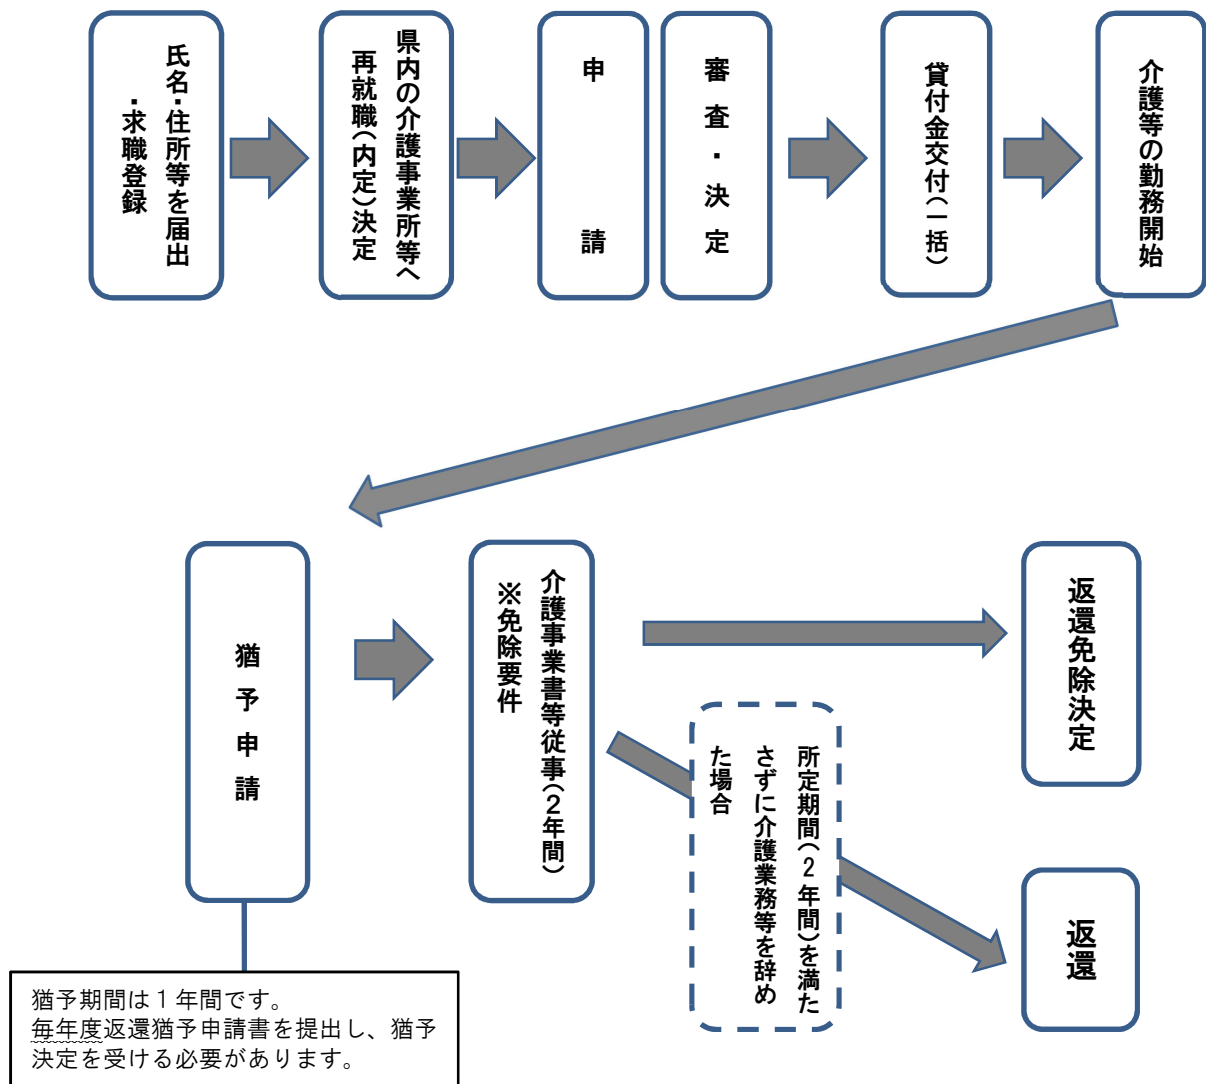 氏名・住所等を届出
・求職登録
県内の介護事業所等へ
再就職（内定）決定
申請
審査・決定
貸付金交付（一括）
介護等の勤務開始
猶予申請
介護事業書等従事（２年間）
※免除要件
返還免除決定
所定期間（２年間）を満た
さずに介護業務等を辞め
た場合
返還
猶予期間は１年間です。
毎年度返還猶予申請書を提出し、猶予
決定を受ける必要があります。